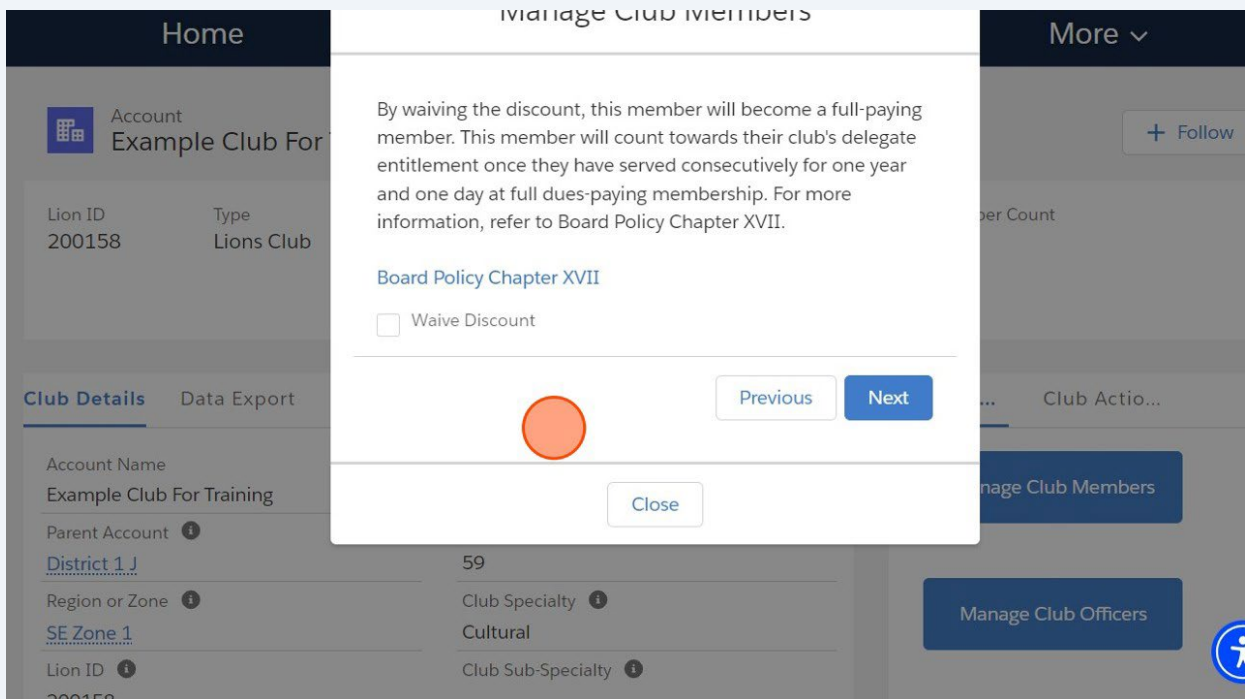 Manage Club Members
Home
More
Account
Example Club For
+ Follow
Lion ID
200158
Type
Lions Club
Count
By waiving the discount, this member will become a full-paying
member. This member will count towards their club's delegate
entitlement once they have served consecutively for one year
and one day at full dues-paying membership. For more
information, refer to Board Policy Chapter XVII.
Board Policy Chapter XVII
Waive Discount
Previous
Next
Close
Club Details
Data Export
...
Club Actio...
Account Name
Example Club For Training
Parent Account
District 1 J
Region or Zone
SE Zone 1
Lion ID
200158
59
Club Specialty
Cultural
Club Sub-Specialty
nage Club Members
Manage Club Officers